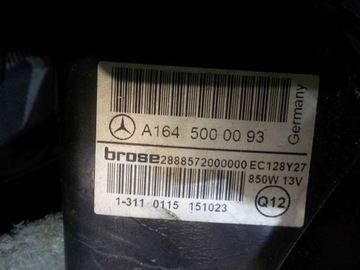 A164 500 00 93
Germany
brose 2888572000000 EC128Y27
850W 13V
1-311 0115 151023
Q12